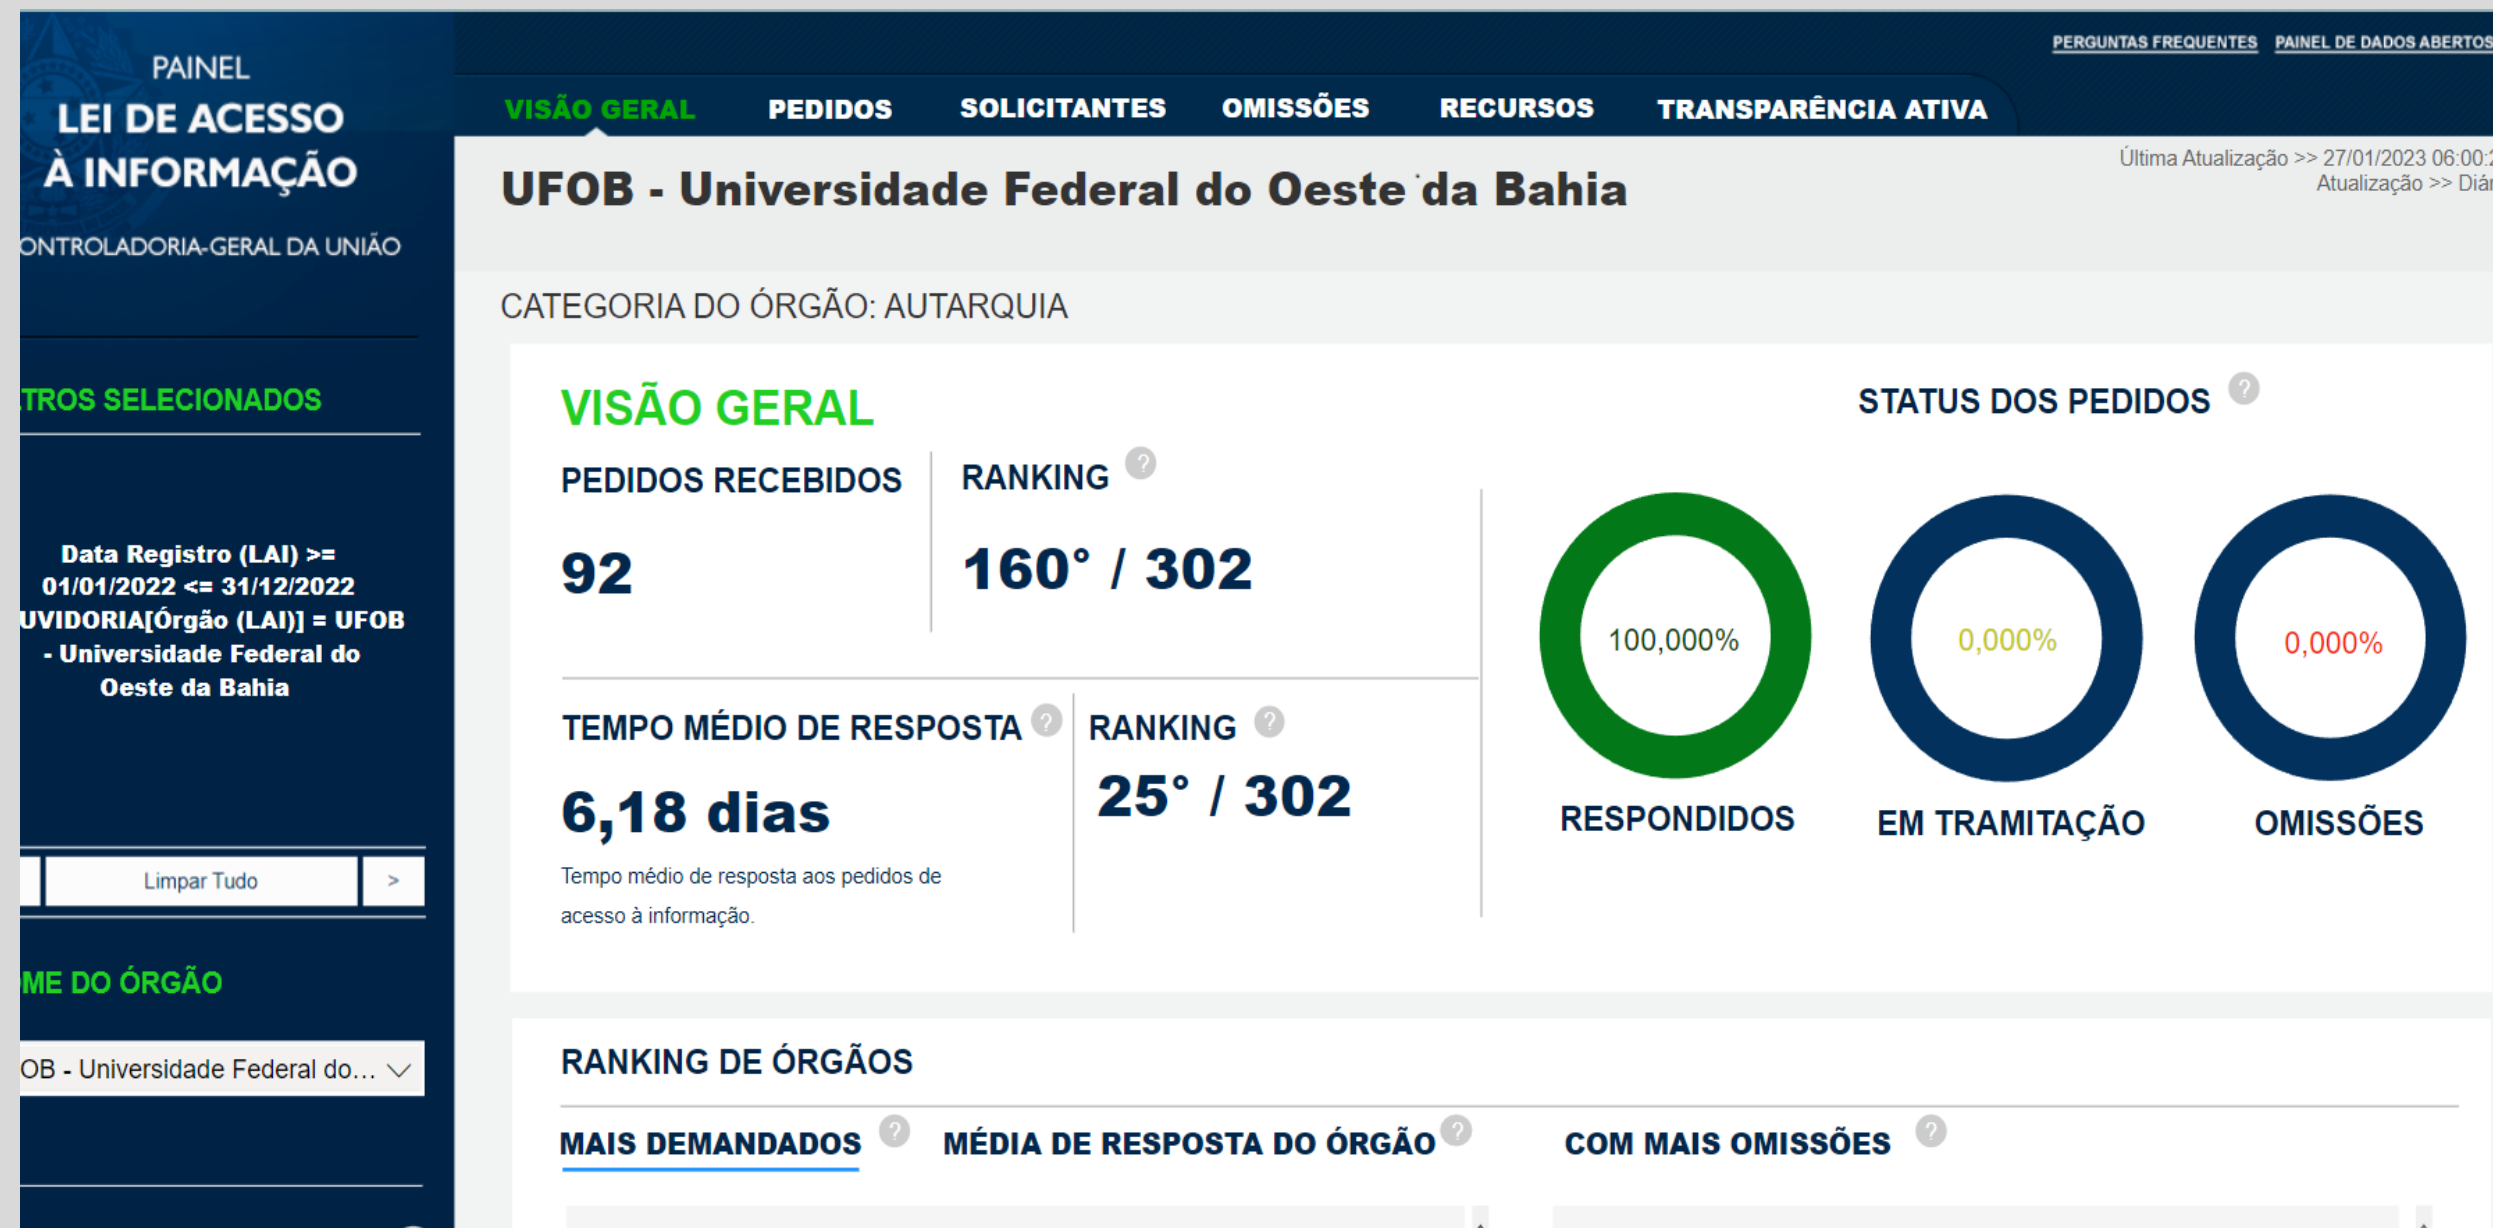 PERGUNTAS FREQUENTES PAINEL DE DADOS ABERTOS
PAINEL
LEI DE ACESSO
À INFORMAÇÃO
ONTROLADORIA-GERAL DA UNIÃO
VISÃO GERAL PEDIDOS SOLICITANTES OMISSÕES RECURSOS TRANSPARÊNCIA ATIVA
UFOB - Universidade Federal do Oeste da Bahia
Última Atualização >> 27/01/2023 06:00:2
Atualização >> Diár
CATEGORIA DO ÓRGÃO: AUTARQUIA
TROS SELECIONADOS
Data Registro (LAI) >=
01/01/2022 <= 31/12/2022
UVIDORIA[Órgão (LAI)] = UFOB
- Universidade Federal do
Oeste da Bahia
Limpar Tudo >
ME DO ÓRGÃO
OB - Universidade Federal do...
VISÃO GERAL
PEDIDOS RECEBIDOS
92
RANKING ?
160° / 302
TEMPO MÉDIO DE RESPOSTA ?
6,18 dias
Tempo médio de resposta aos pedidos de
acesso à informação.
RANKING ?
25° / 302
STATUS DOS PEDIDOS ?
100,000% 0,000% 0,000%
RESPONDIDOS EM TRAMITAÇÃO OMISSÕES
RANKING DE ÓRGÃOS
MAIS DEMANDADOS ? MÉDIA DE RESPOSTA DO ÓRGÃO ? COM MAIS OMISSÕES ?